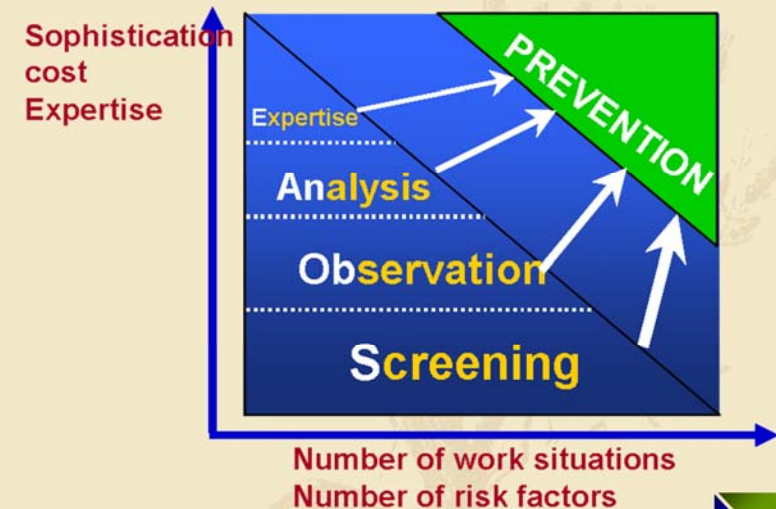 Sophistication
cost
Expertise
PREVENTION
Expertise
Analysis
Observation
Screening
Number of work situations
Number of risk factors